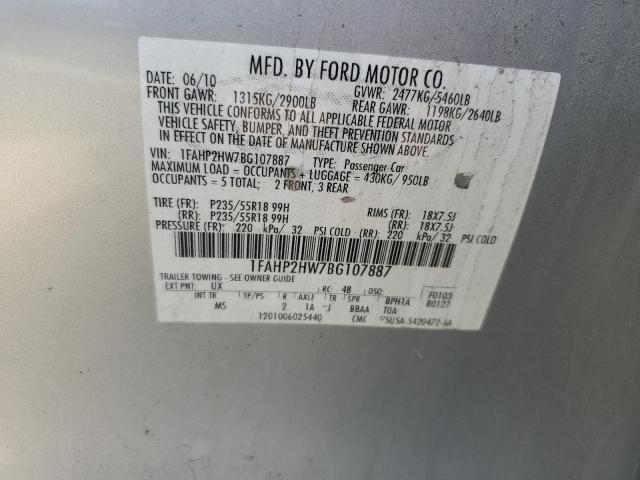 MFD. BY FORD MOTOR CO.
DATE: 06/10 GVWR: 2477KG/5460LB
FRONT GAWR: 1315KG/2900LB REAR GAWR: 1198KG/2640LB
THIS VEHICLE CONFORMS TO ALL APPLICABLE FEDERAL MOTOR
VEHICLE SAFETY, BUMPER, AND THEFT PREVENTION STANDARDS
IN EFFECT ON THE DATE OF MANUFACTURE SHOWN ABOVE.
VIN: 1FAHP2HW7BG107887 TYPE: Passenger Car
MAXIMUM LOAD = OCCUPANTS + LUGGAGE = 430KG/ 950LB
OCCUPANTS = 5 TOTAL; 2 FRONT, 3 REAR
TIRE (FR): P235/55R18 99H RIMS (FR): 18X7.5J
(RR): P235/55R18 99H (RR): 18X7.5J
PRESSURE (FR): 220 kPa/ 32 PSI COLD - (RR): 220 kPa/ 32 PSI COLD
1FAHP2HW7BG107887
TRAILER TOWING - SEE OWNER GUIDE
EXT PNT: UX RC: 48 DSO: F0103
INT TR TP/PS R AXLE TR SPR BPH1A R0127
M5 2 1A J BBAA TOA
1201006025440 CMC 5U5A-5420472-AA